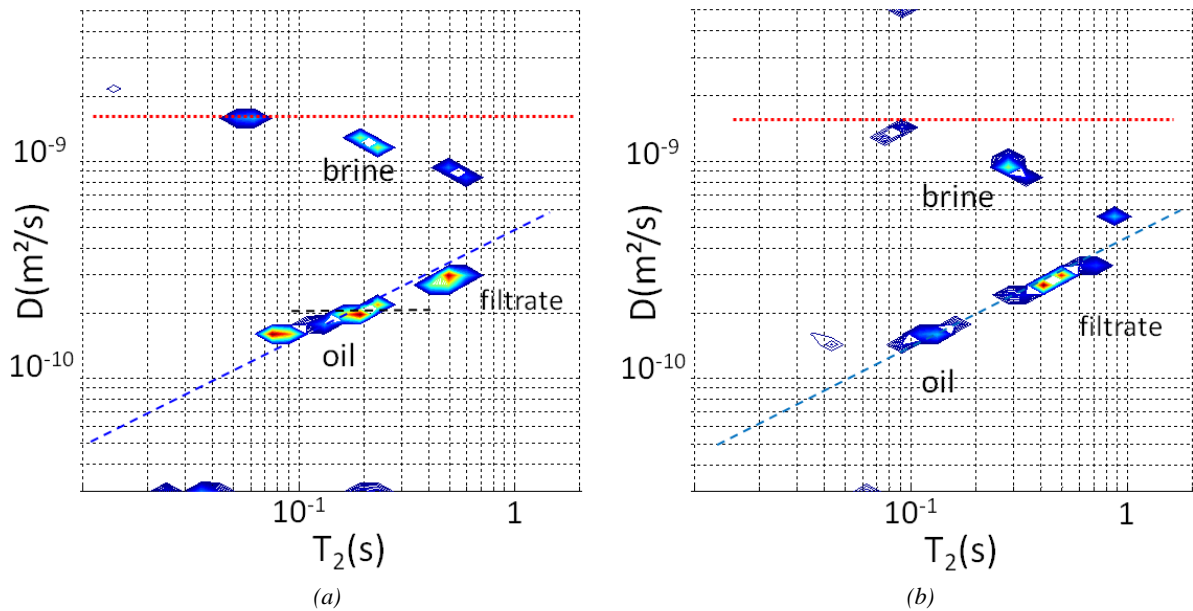 10⁻⁹
brine
D(m²/s)
filtrate
oil
10⁻¹⁰
10⁻¹
1
T₂(s)
(a)
10⁻⁹
brine
D(m²/s)
filtrate
oil
10⁻¹⁰
10⁻¹
1
T₂(s)
(b)